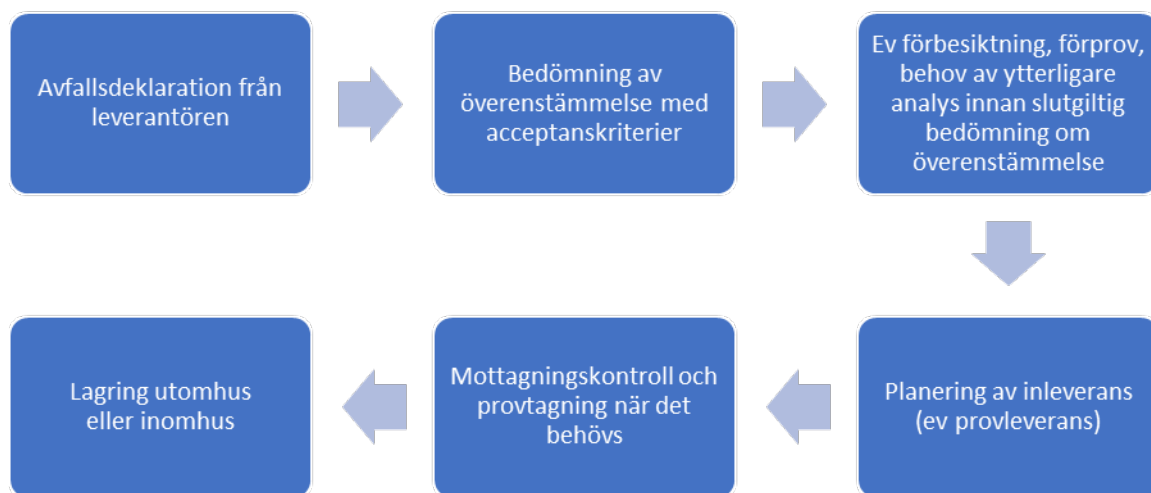 Avfallsdeklaration från
leverantören
Bedömning av
överenstämmelse med
acceptanskriterier
Ev förbesiktning, förprov,
behov av ytterligare
analys innan slutgiltig
bedömning om
överenstämmelse
Planering av inleverans
(ev provleverans)
Mottagningskontroll och
provtagning när det
behövs
Lagring utomhus
eller inomhus